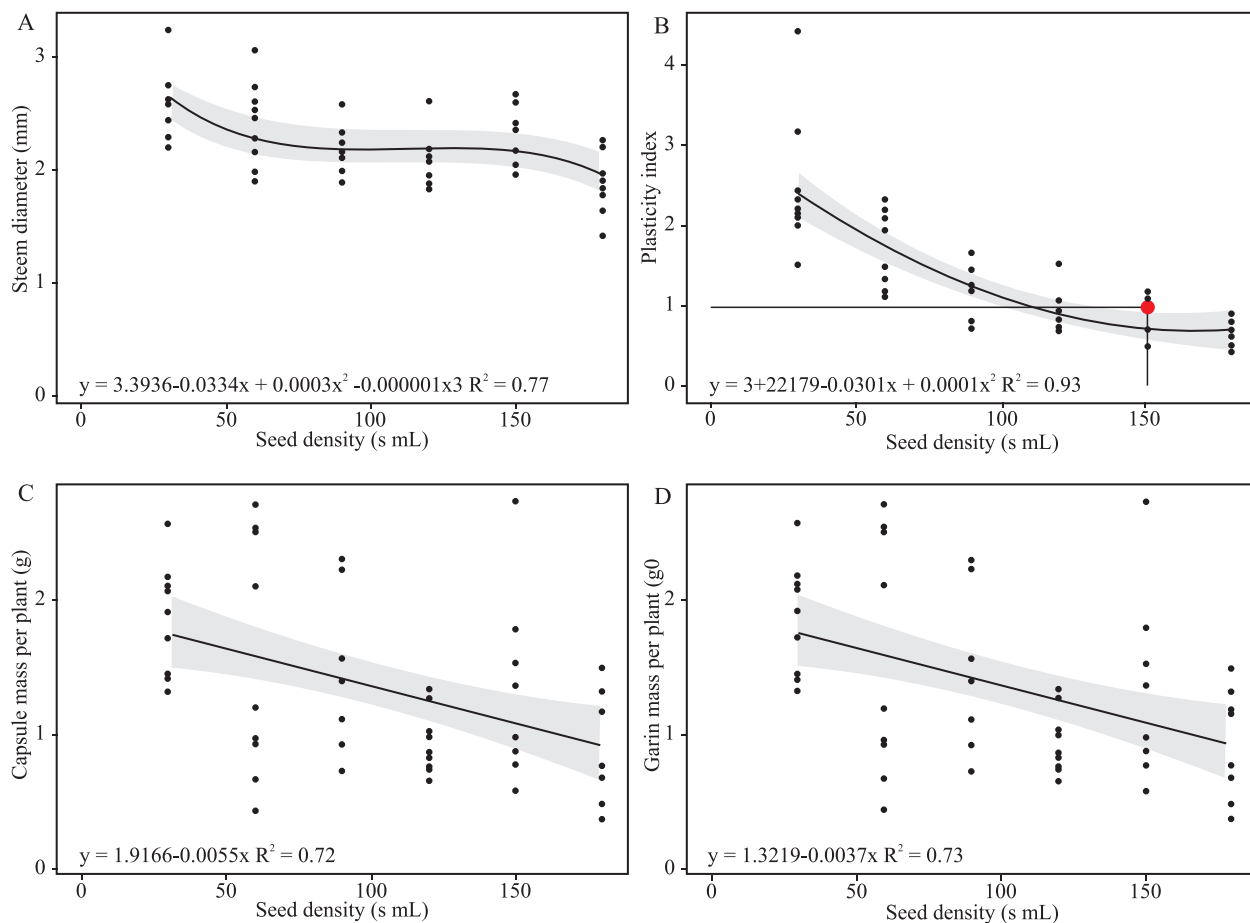 A
3
2
1
0
Steem diameter (mm)
y = 3.3936-0.0334x + 0.0003x² -0.000001x3 R² = 0.77
0 50 100 150
Seed density (s mL)
B
4
3
2
1
0
Plasticity index
y = 3+22179-0.0301x + 0.0001x² R² = 0.93
0 50 100 150
Seed density (s mL)
C
2
1
0
Capsule mass per plant (g)
y = 1.9166-0.0055x R² = 0.72
0 50 100 150
Seed density (s mL)
D
2
1
0
Garin mass per plant (g0
y = 1.3219-0.0037x R² = 0.73
0 50 100 150
Seed density (s mL)